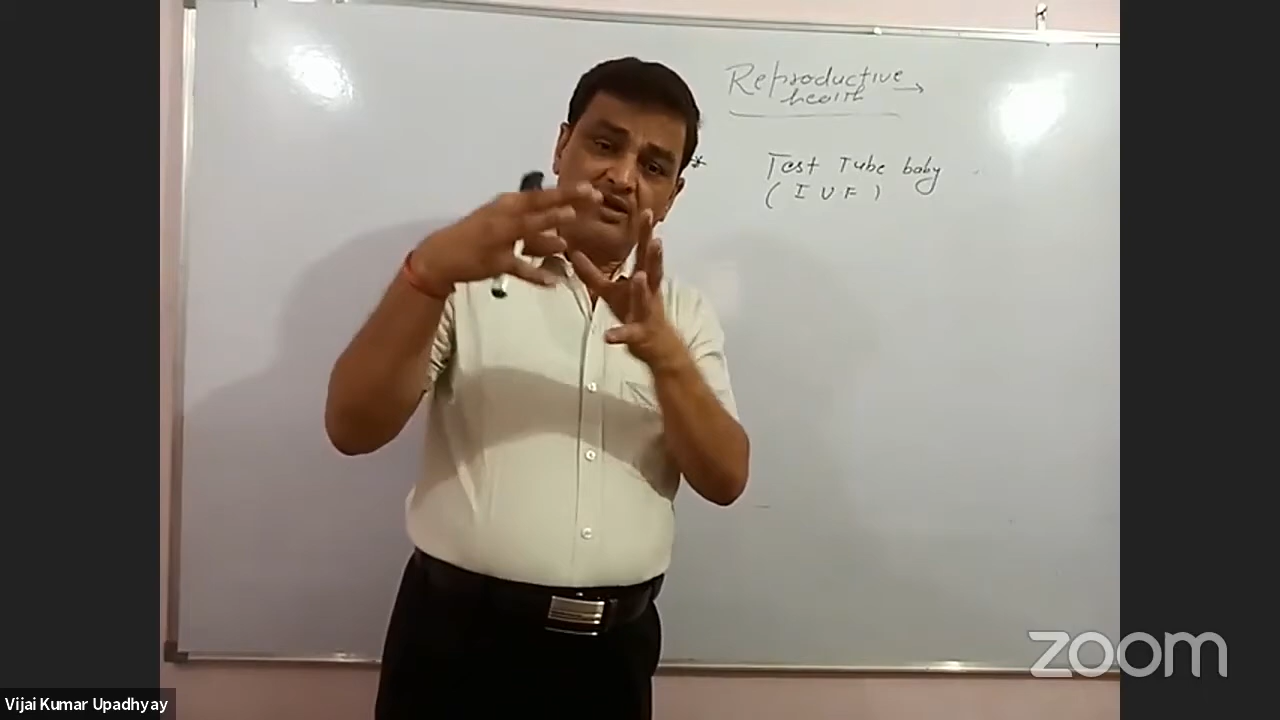 Reproductive →
health
* Test Tube baby
( I V F )
zoom
Vijai Kumar Upadhyay